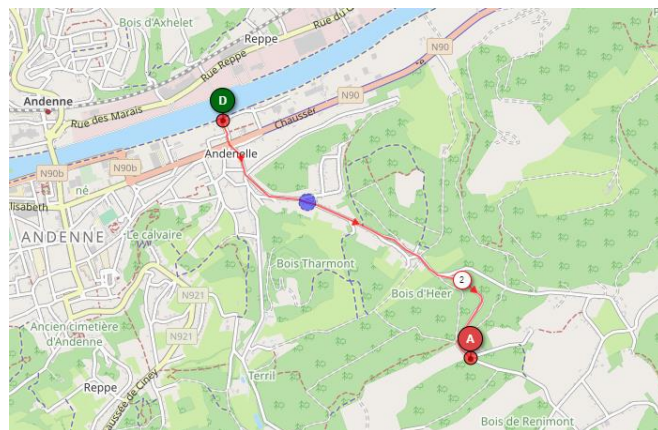 Bois d'Axhelet
Reppe
Rue du C
Rue Reppe
N90
Andenne
Rue des Marais
D
N90
Chausser
Andenelle
N90b
N90b
né
lisabeth
Le calvaire
ANDENNE
Bois Tharmont
2
Bois d'Heer
N921
N921
Ancien cimetière
d'Andenne
A
Reppe
Terril
Chaussée de Ciney
Bois de Renimont